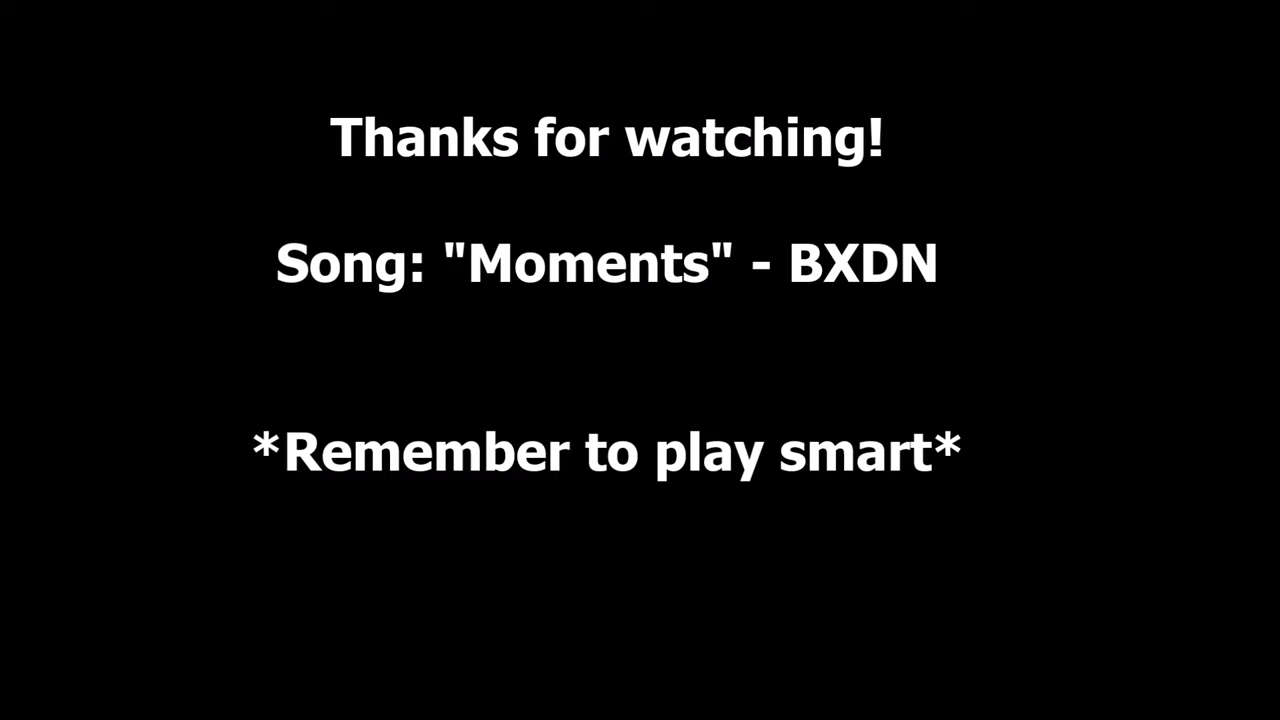 Thanks for watching!
Song: "Moments" - BXDN
*Remember to play smart*